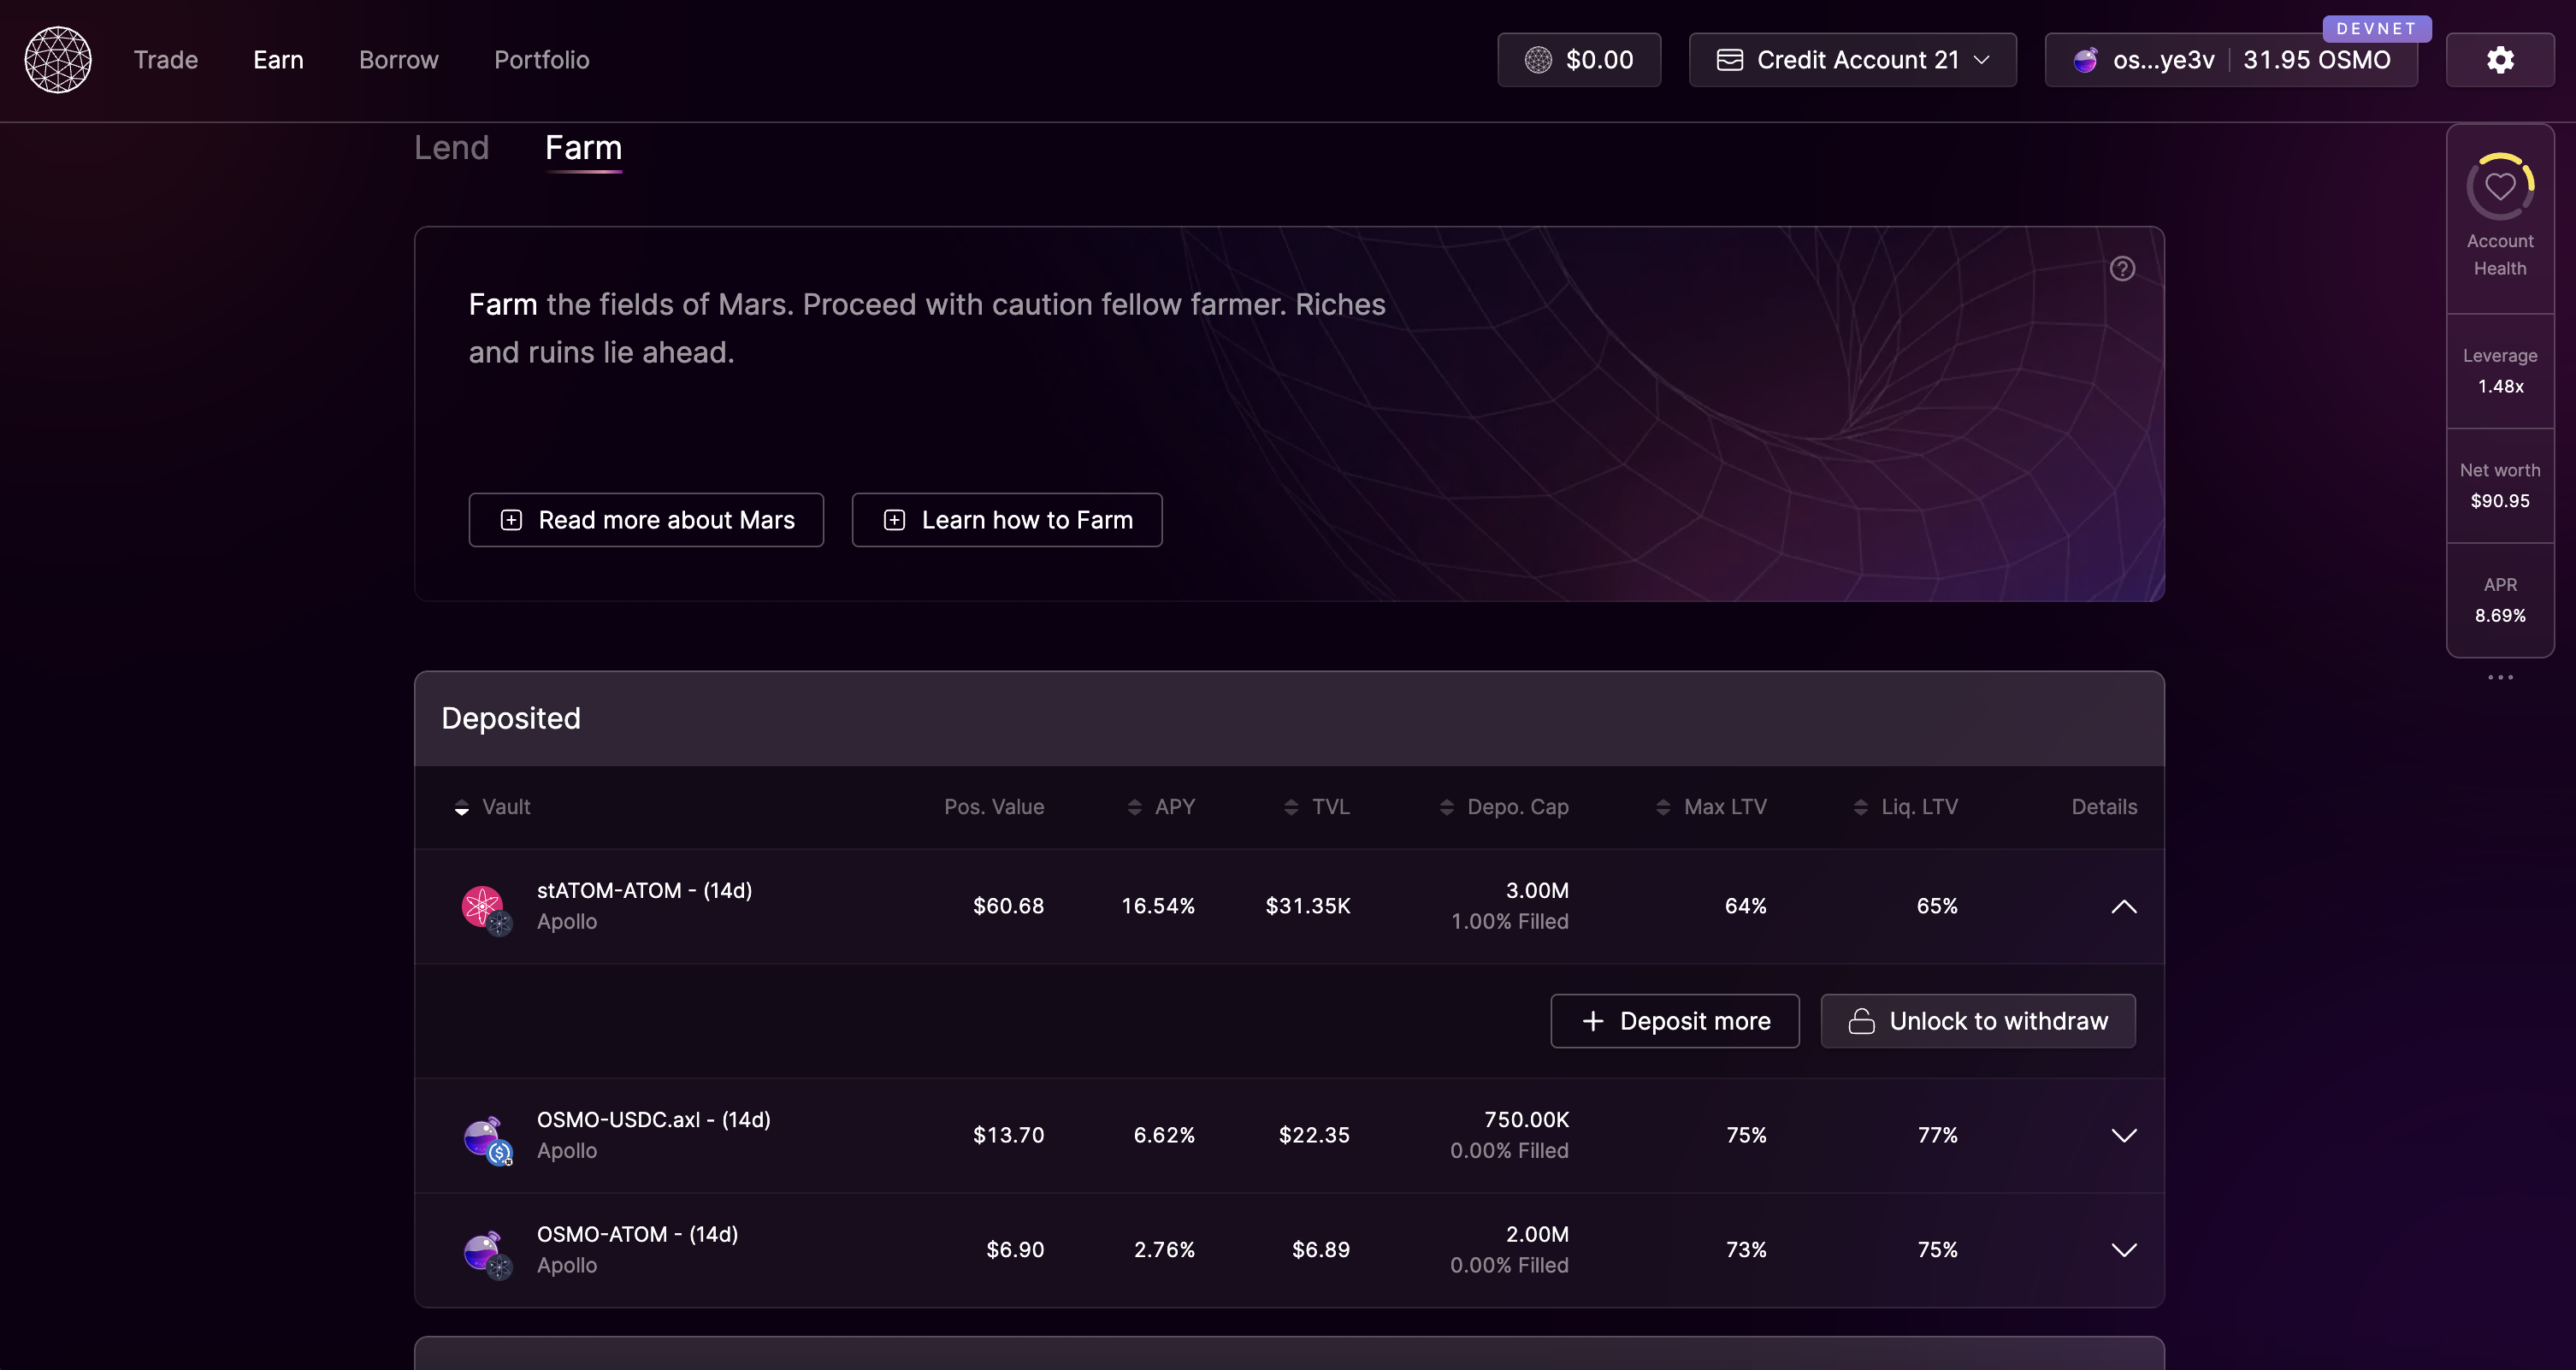 DEVNET
Trade Earn Borrow Portfolio $0.00 Credit Account 21 os...ye3v 31.95 OSMO
Lend Farm
Farm the fields of Mars. Proceed with caution fellow farmer. Riches
and ruins lie ahead.
Read more about Mars Learn how to Farm
Account
Health
Leverage
1.48x
Net worth
$90.95
APR
8.69%
Deposited
Vault Pos. Value APY TVL Depo. Cap Max LTV Liq. LTV Details
stATOM-ATOM - (14d)
Apollo
$60.68 16.54% $31.35K
3.00M
1.00% Filled
64% 65%
Deposit more Unlock to withdraw
OSMO-USDC.axl - (14d)
Apollo
$13.70 6.62% $22.35
750.00K
0.00% Filled
75% 77%
OSMO-ATOM - (14d)
Apollo
$6.90 2.76% $6.89
2.00M
0.00% Filled
73% 75%